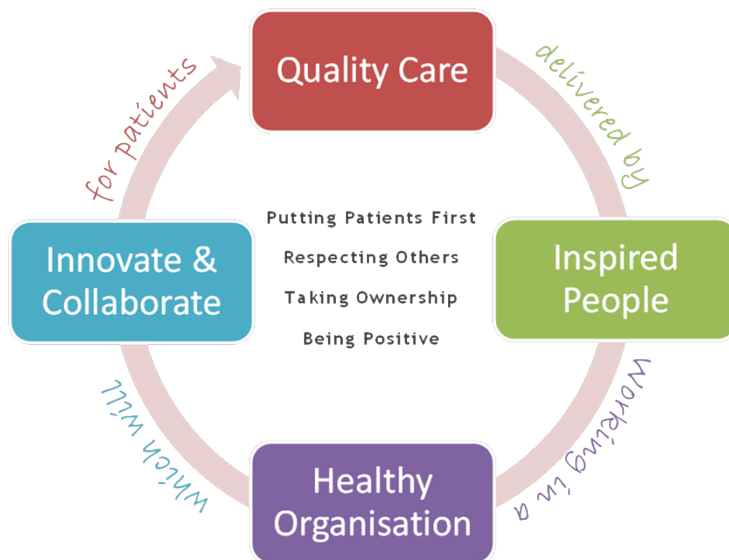 Quality Care
delivered by
Inspired
People
Working in a
Healthy
Organisation
which will
Innovate &
Collaborate
for patients
Putting Patients First
Respecting Others
Taking Ownership
Being Positive